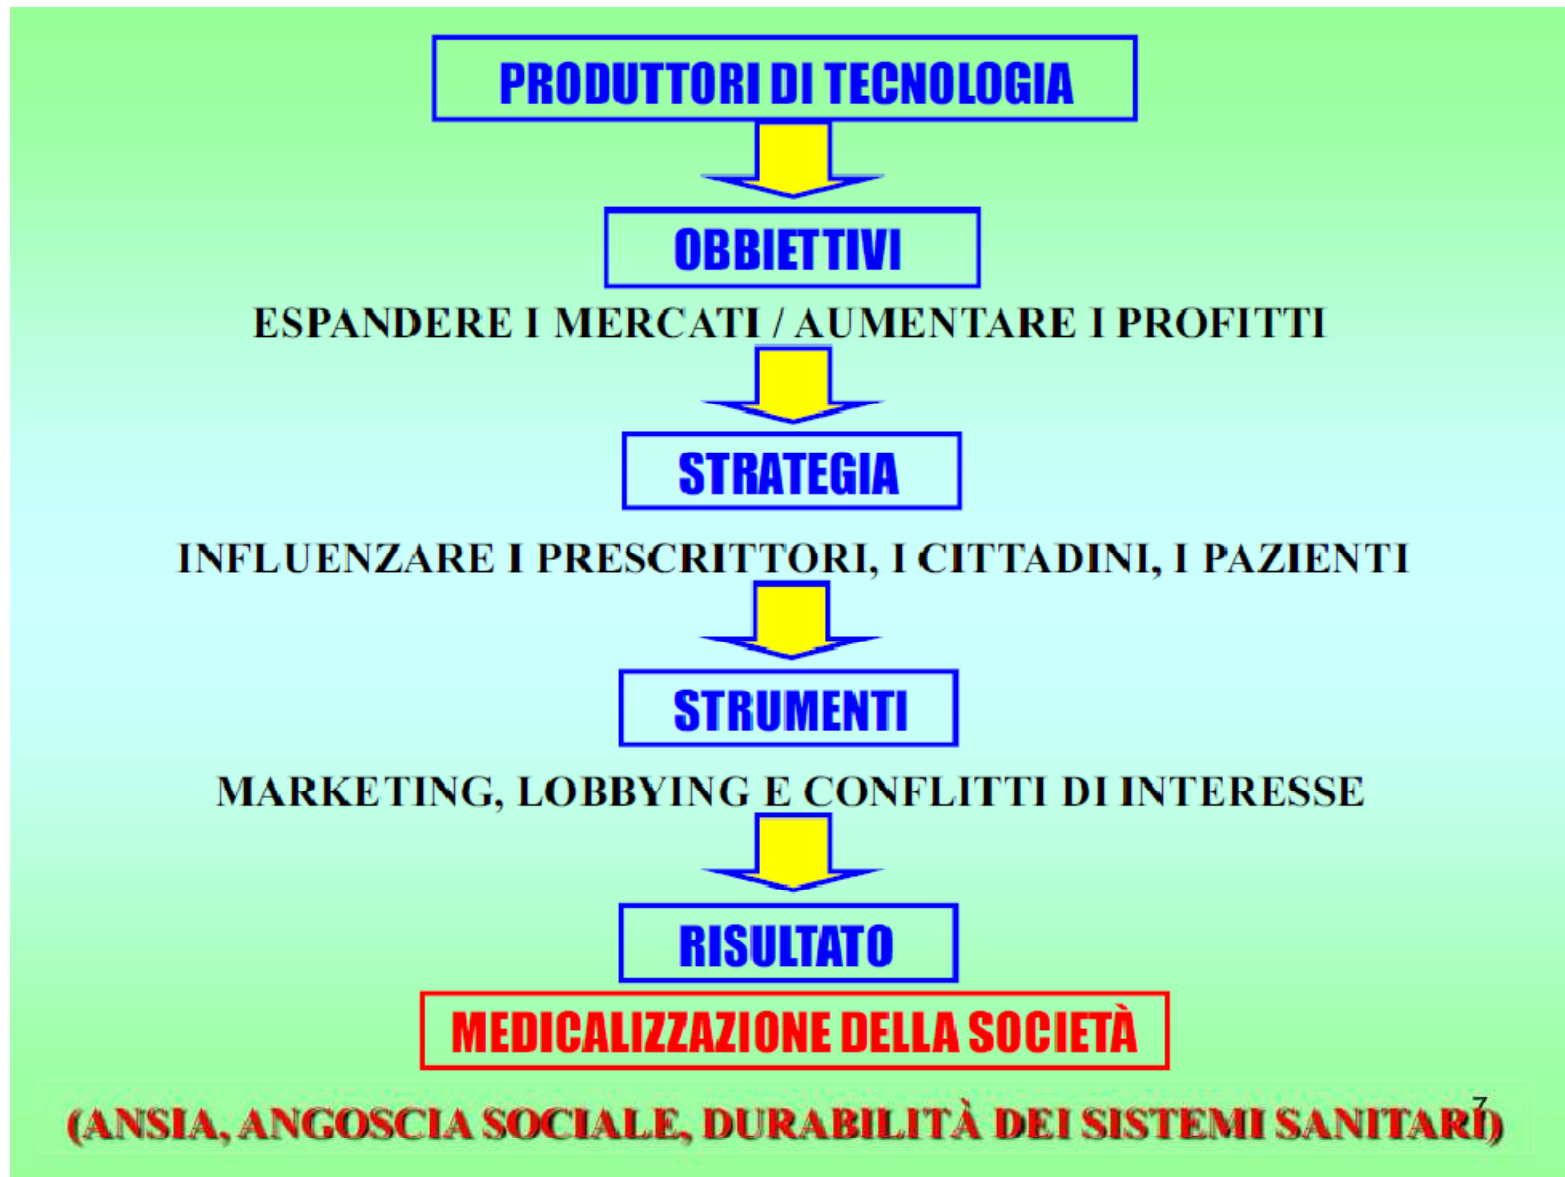 PRODUTTORI DI TECNOLOGIA
OBBIETTIVI
ESPANDERE I MERCATI / AUMENTARE I PROFITTI
STRATEGIA
INFLUENZARE I PRESCRITTORI, I CITTADINI, I PAZIENTI
STRUMENTI
MARKETING, LOBBYING E CONFLITTI DI INTERESSE
RISULTATO
MEDICALIZZAZIONE DELLA SOCIETÀ
(ANSIA, ANGOSCIA SOCIALE, DURABILITÀ DEI SISTEMI SANITARI)
7